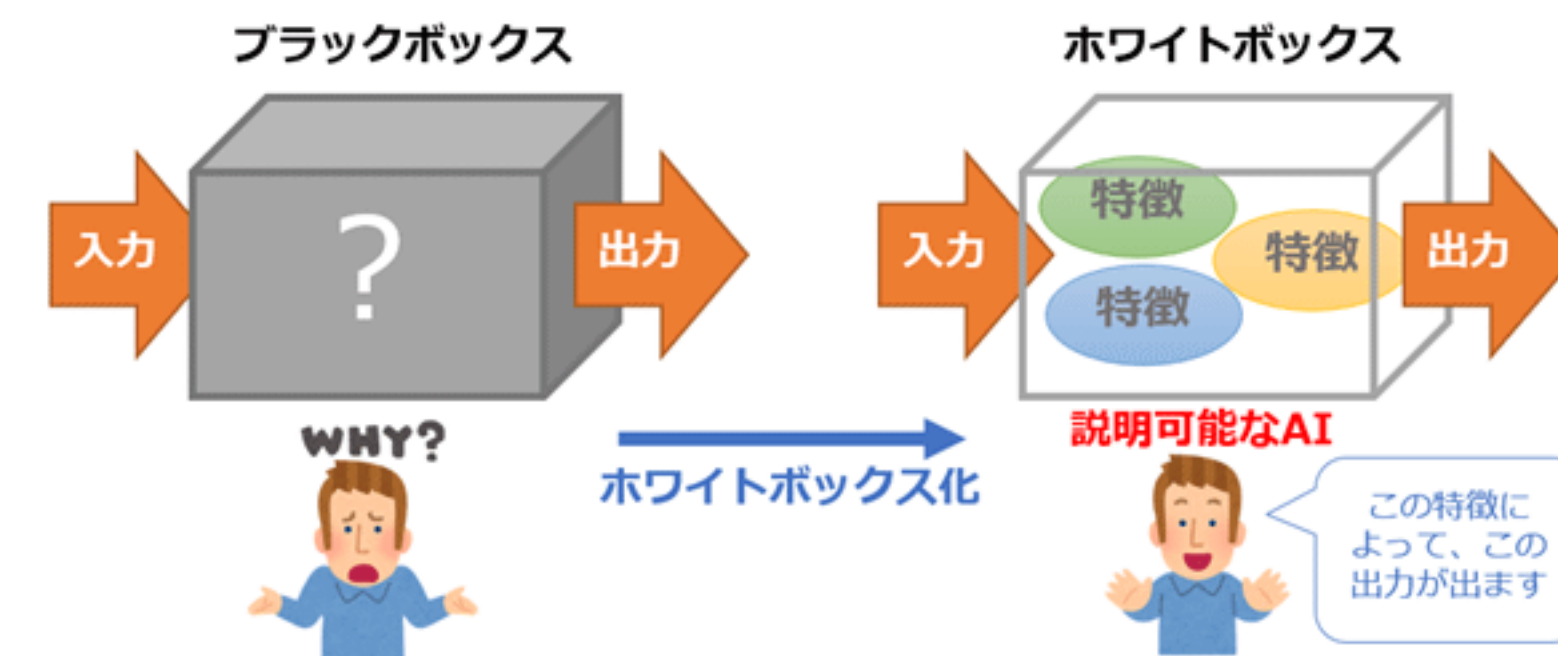 ブラックボックス
入力
?
出力
WHY?
ホワイトボックス化
ホワイトボックス
入力
特徴
特徴
特徴
出力
説明可能なAI
この特徴に
よって、この
出力が出ます